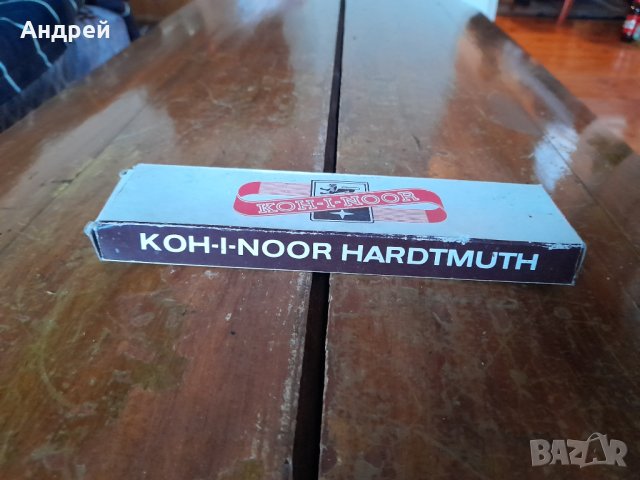 Андрей
KOH-I-NOOR
KOH-I-NOOR HARDTMUTH
BAZAR